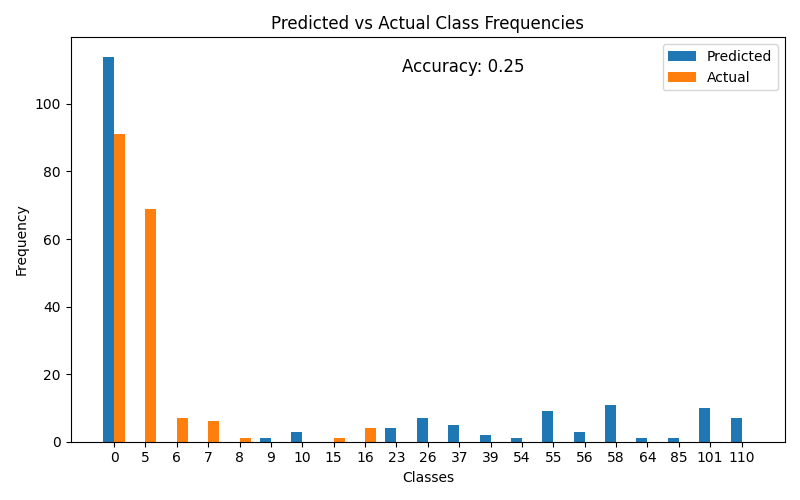 Predicted vs Actual Class Frequencies
Accuracy: 0.25
Predicted
Actual
Frequency
100
80
60
40
20
0
0 5 6 7 8 9 10 15 16 23 26 37 39 54 55 56 58 64 85 101 110
Classes